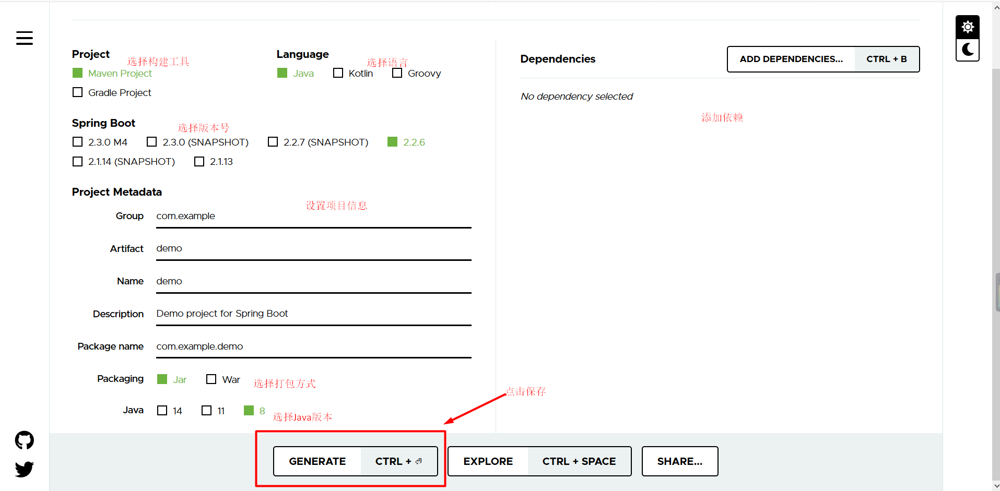 Project
选择构建工具
Language
选择语言
Maven Project
Java
Kotlin
Groovy
Gradle Project
Spring Boot
选择版本号
2.3.0 M4
2.3.0 (SNAPSHOT)
2.2.7 (SNAPSHOT)
2.2.6
2.1.14 (SNAPSHOT)
2.1.13
Project Metadata
设置项目信息
Group
com.example
Artifact
demo
Name
demo
Description
Demo project for Spring Boot
Package name
com.example.demo
Packaging
Jar
War
选择打包方式
Java
14
11
8
选择Java版本
Dependencies
ADD DEPENDENCIES...
CTRL + B
No dependency selected
添加依赖
点击保存
GENERATE
CTRL + ⏎
EXPLORE
CTRL + SPACE
SHARE...